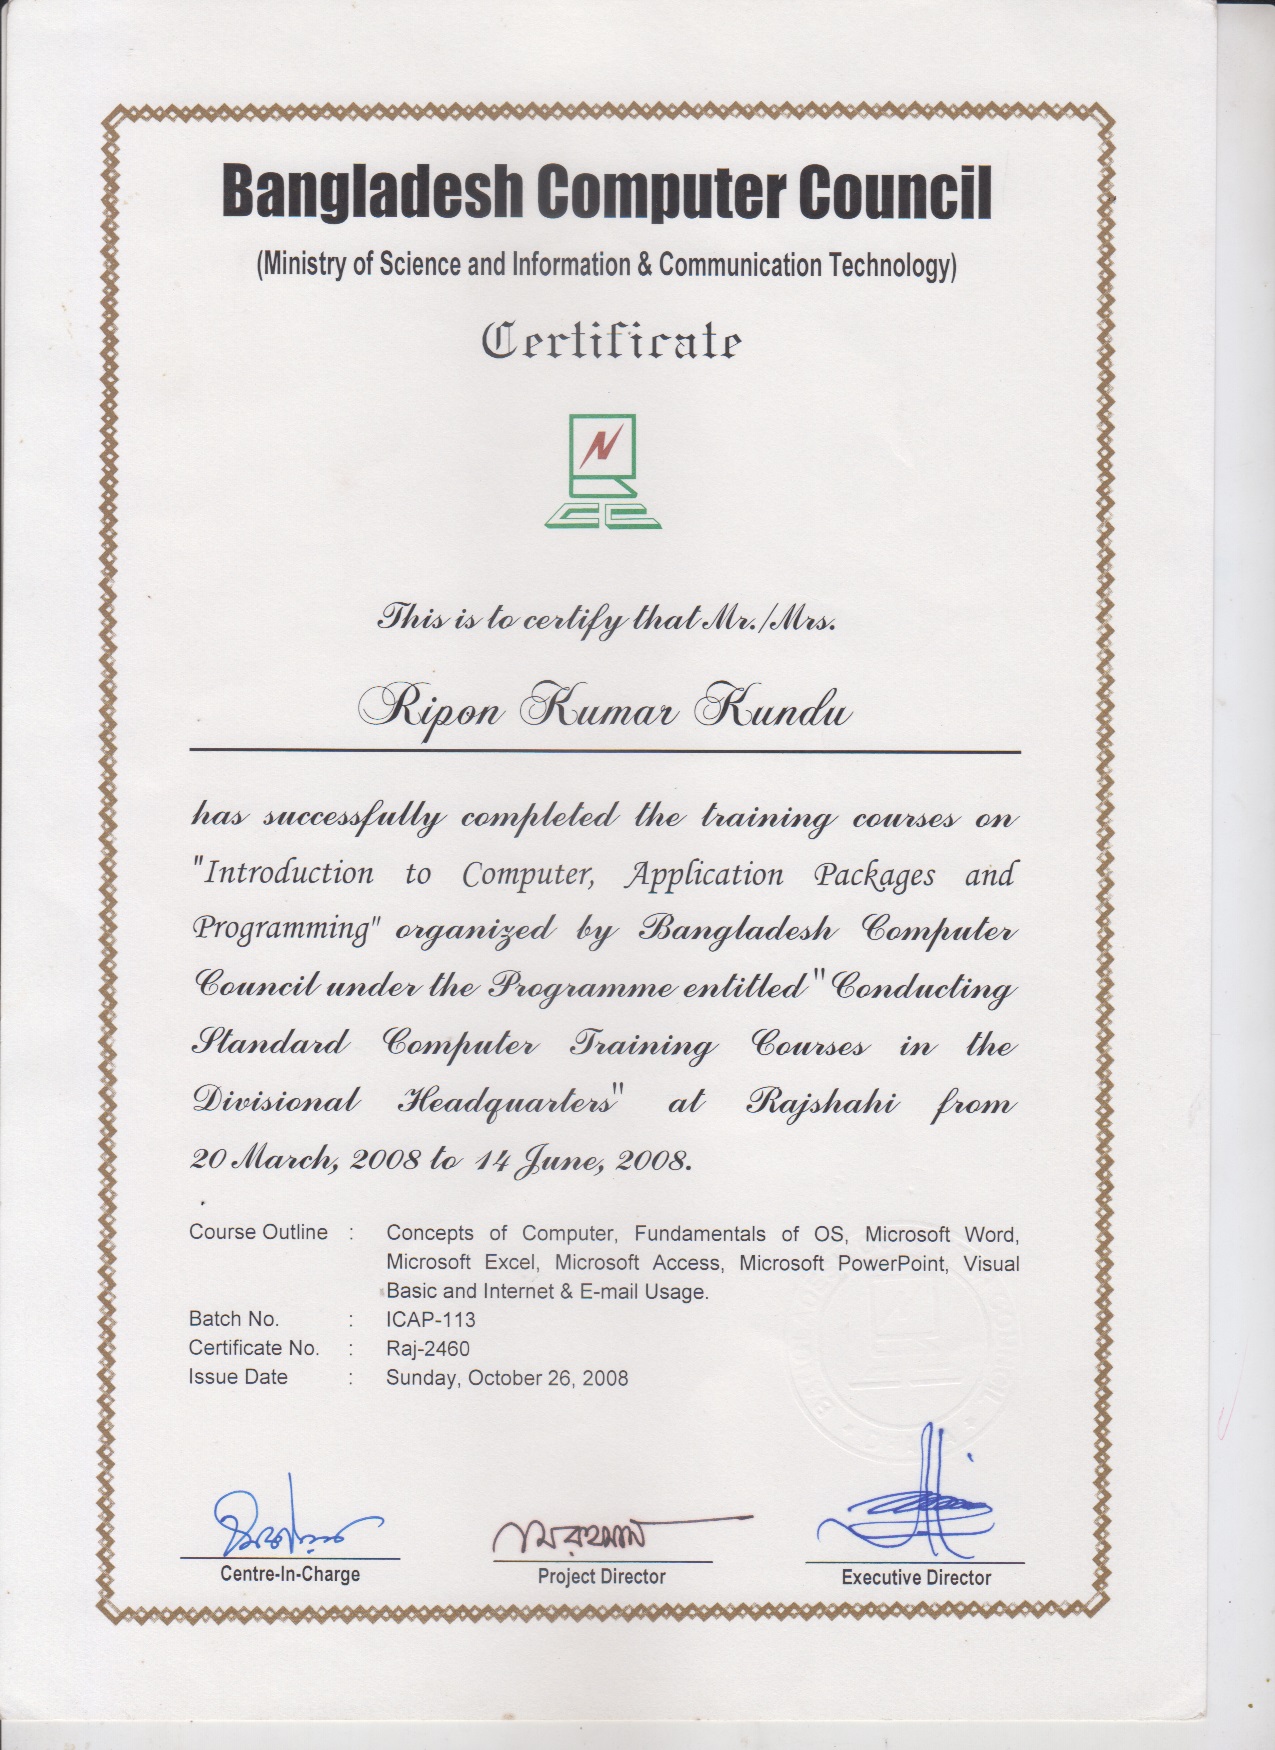 Bangladesh Computer Council
(Ministry of Science and Information & Communication Technology)
Certificate
This is to certify that Mr./Mrs.
Ripon Kumar Kundu
has successfully completed the training courses on
"Introduction to Computer, Application Packages and
Programming" organized by Bangladesh Computer
Council under the Programme entitled "Conducting
Standard Computer Training Courses in the
Divisional Headquarters" at Rajshahi from
20 March, 2008 to 14 June, 2008.
Course Outline : Concepts of Computer, Fundamentals of OS, Microsoft Word,
Microsoft Excel, Microsoft Access, Microsoft PowerPoint, Visual
Basic and Internet & E-mail Usage.
Batch No. : ICAP-113
Certificate No. : Raj-2460
Issue Date : Sunday, October 26, 2008
Centre-In-Charge
Project Director
Executive Director